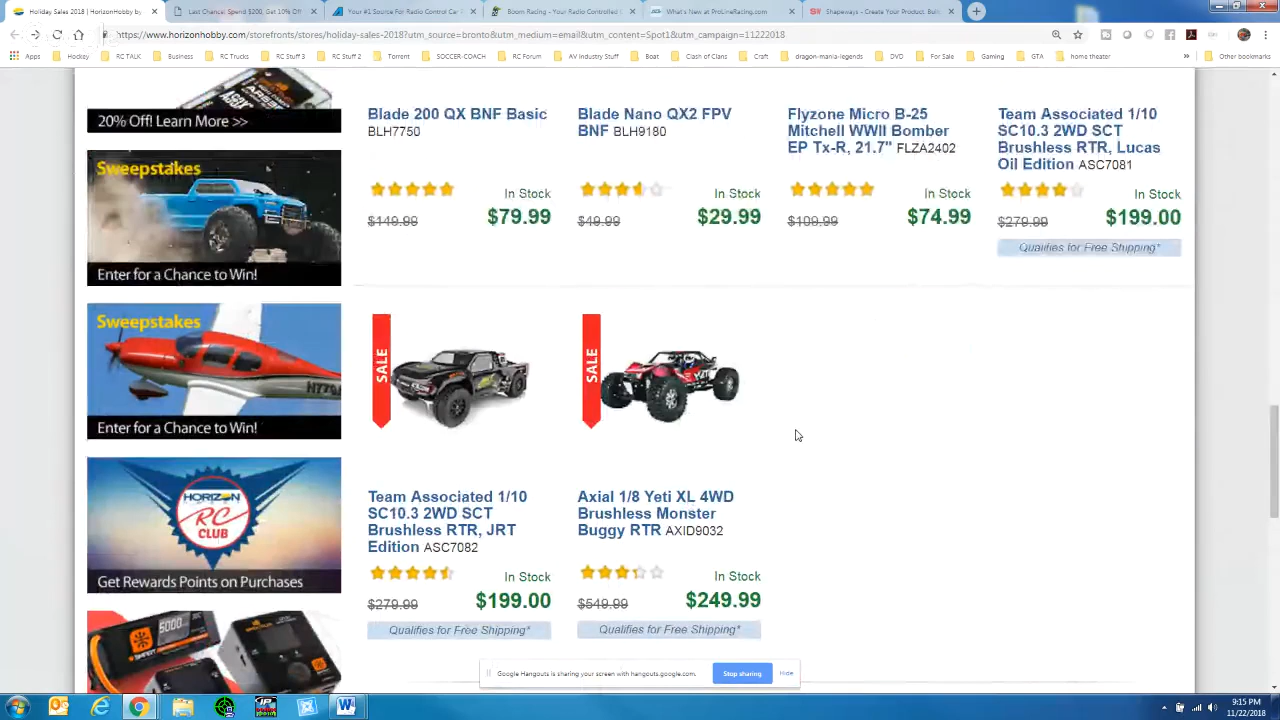 Holiday Sales 2018
Last Chance! Spend $200, Get 10% Off
Your #1 Source For Radio Control Car
Boom Racing - Your Radio Controlled
What's New at ProLineRacing.com
Shapeways - Create Your Product, Buil
https://www.horizonhobby.com/storefronts/stores/holiday-sales-2018?utm_source=bronto&utm_medium=email&utm_content=Spot1&utm_campaign=11222018
Apps Hockey RC TALK Business RC Trucks RC Stuff 3 RC Stuff 2 Torrent SOCCER-COACH RC Forum AV Industry Stuff Boat Clash of Clans Craft dragon-mania-legends DVD For Sale Gaming GTA home theater » Other bookmarks
20% Off! Learn More >>
Sweepstakes
Enter for a Chance to Win!
Sweepstakes
Enter for a Chance to Win!
HORIZON
RC
CLUB
Get Rewards Points on Purchases
5000
Blade 200 QX BNF Basic
BLH7750
In Stock
$149.99 $79.99
Blade Nano QX2 FPV
BNF BLH9180
In Stock
$49.99 $29.99
Flyzone Micro B-25
Mitchell WWII Bomber
EP Tx-R, 21.7" FLZA2402
In Stock
$109.99 $74.99
Team Associated 1/10
SC10.3 2WD SCT
Brushless RTR, Lucas
Oil Edition ASC7081
In Stock
$279.99 $199.00
Qualifies for Free Shipping*
SALE
Team Associated 1/10
SC10.3 2WD SCT
Brushless RTR, JRT
Edition ASC7082
In Stock
$279.99 $199.00
Qualifies for Free Shipping*
SALE
Axial 1/8 Yeti XL 4WD
Brushless Monster
Buggy RTR AXID9032
In Stock
$549.99 $249.99
Qualifies for Free Shipping*
Google Hangouts is sharing your screen with hangouts.google.com. Stop sharing Hide
9:15 PM
11/22/2018